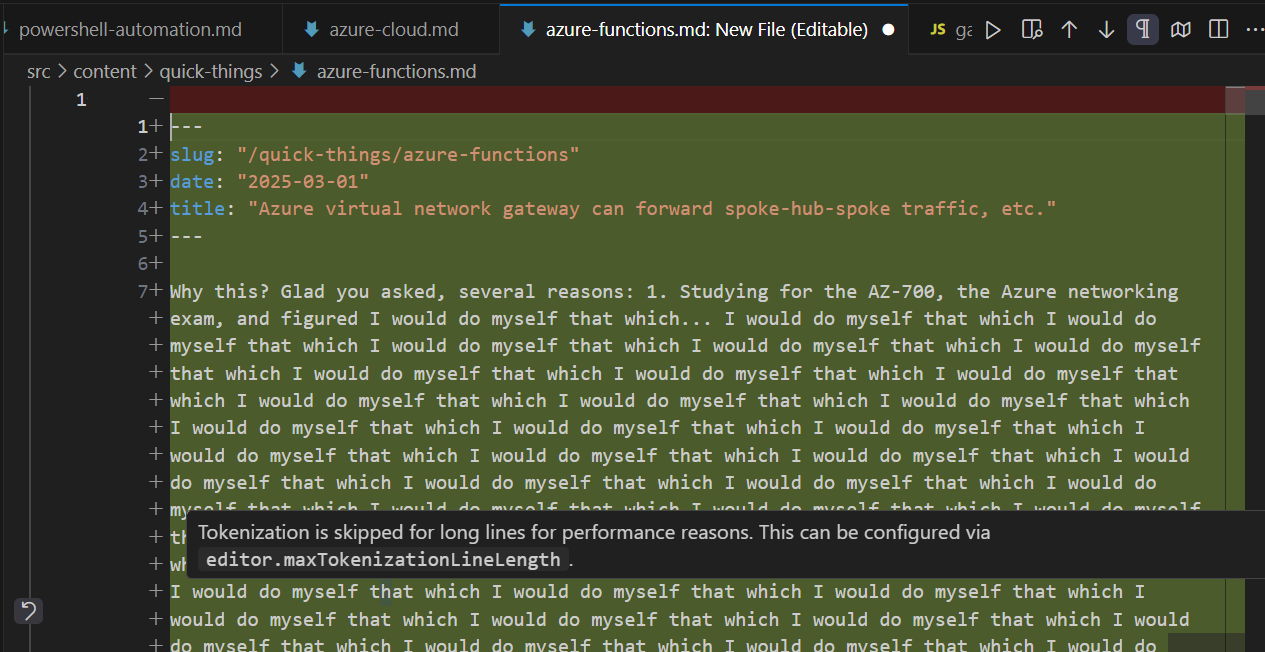 powershell-automation.md azure-cloud.md azure-functions.md: New File (Editable) JS ga
src > content > quick-things > azure-functions.md
1
1+ ---
2+ slug: "/quick-things/azure-functions"
3+ date: "2025-03-01"
4+ title: "Azure virtual network gateway can forward spoke-hub-spoke traffic, etc."
5+ ---
6+
7+ Why this? Glad you asked, several reasons: 1. Studying for the AZ-700, the Azure networking
+ exam, and figured I would do myself that which... I would do myself that which I would do
+ myself that which I would do myself that which I would do myself that which I would do myself
+ that which I would do myself that which I would do myself that which I would do myself that
+ which I would do myself that which I would do myself that which I would do myself that which
+ I would do myself that which I would do myself that which I would do myself that which I
+ would do myself that which I would do myself that which I would do myself that which I would
+ do myself that which I would do myself that which I would do myself that which I would do
+ myself that which I would do myself that which I would do myself that which I would do myself
Tokenization is skipped for long lines for performance reasons. This can be configured via
editor.maxTokenizationLineLength.
+ I would do myself that which I would do myself that which I would do myself that which I
+ would do myself that which I would do myself that which I would do myself that which I would
+ do myself that which I would do myself that which I would do myself that which I would do